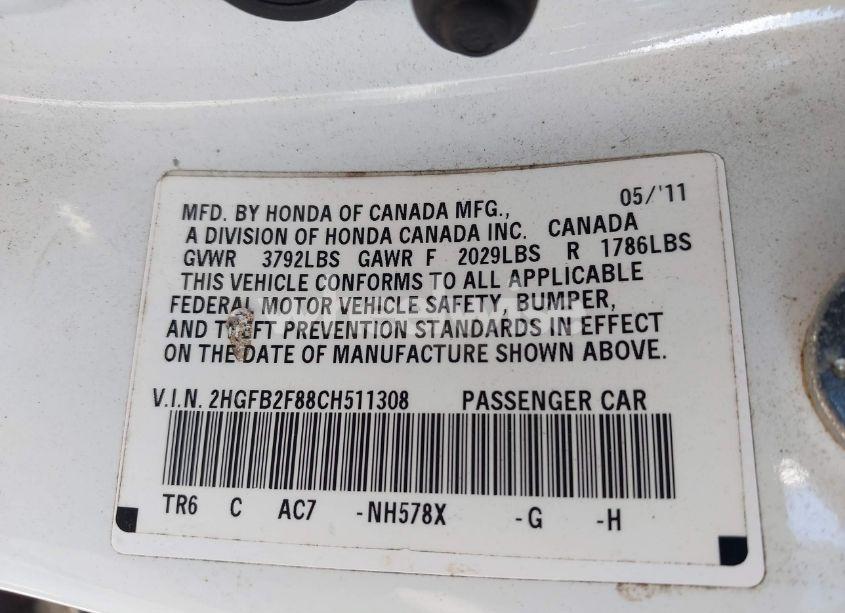 05/'11
MFD. BY HONDA OF CANADA MFG.,
A DIVISION OF HONDA CANADA INC. CANADA
GVWR 3792LBS GAWR F 2029LBS R 1786LBS
THIS VEHICLE CONFORMS TO ALL APPLICABLE
FEDERAL MOTOR VEHICLE SAFETY, BUMPER,
AND THEFT PREVENTION STANDARDS IN EFFECT
ON THE DATE OF MANUFACTURE SHOWN ABOVE.
V.I.N. 2HGFB2F88CH511308 PASSENGER CAR
TR6 C AC7 -NH578X -G -H